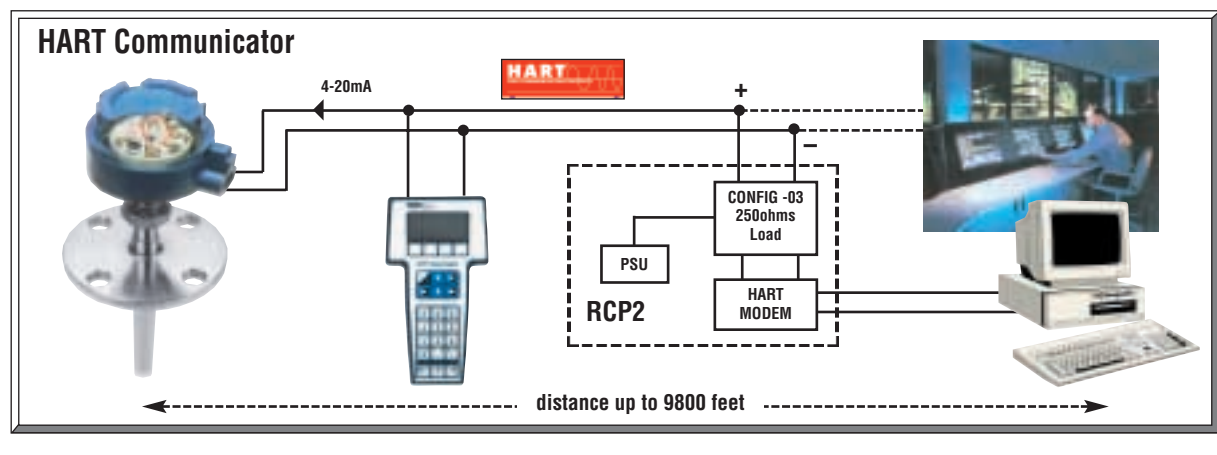 HART Communicator
4-20mA
HART
+
–
CONFIG -03
250ohms
Load
PSU
HART
MODEM
RCP2
distance up to 9800 feet